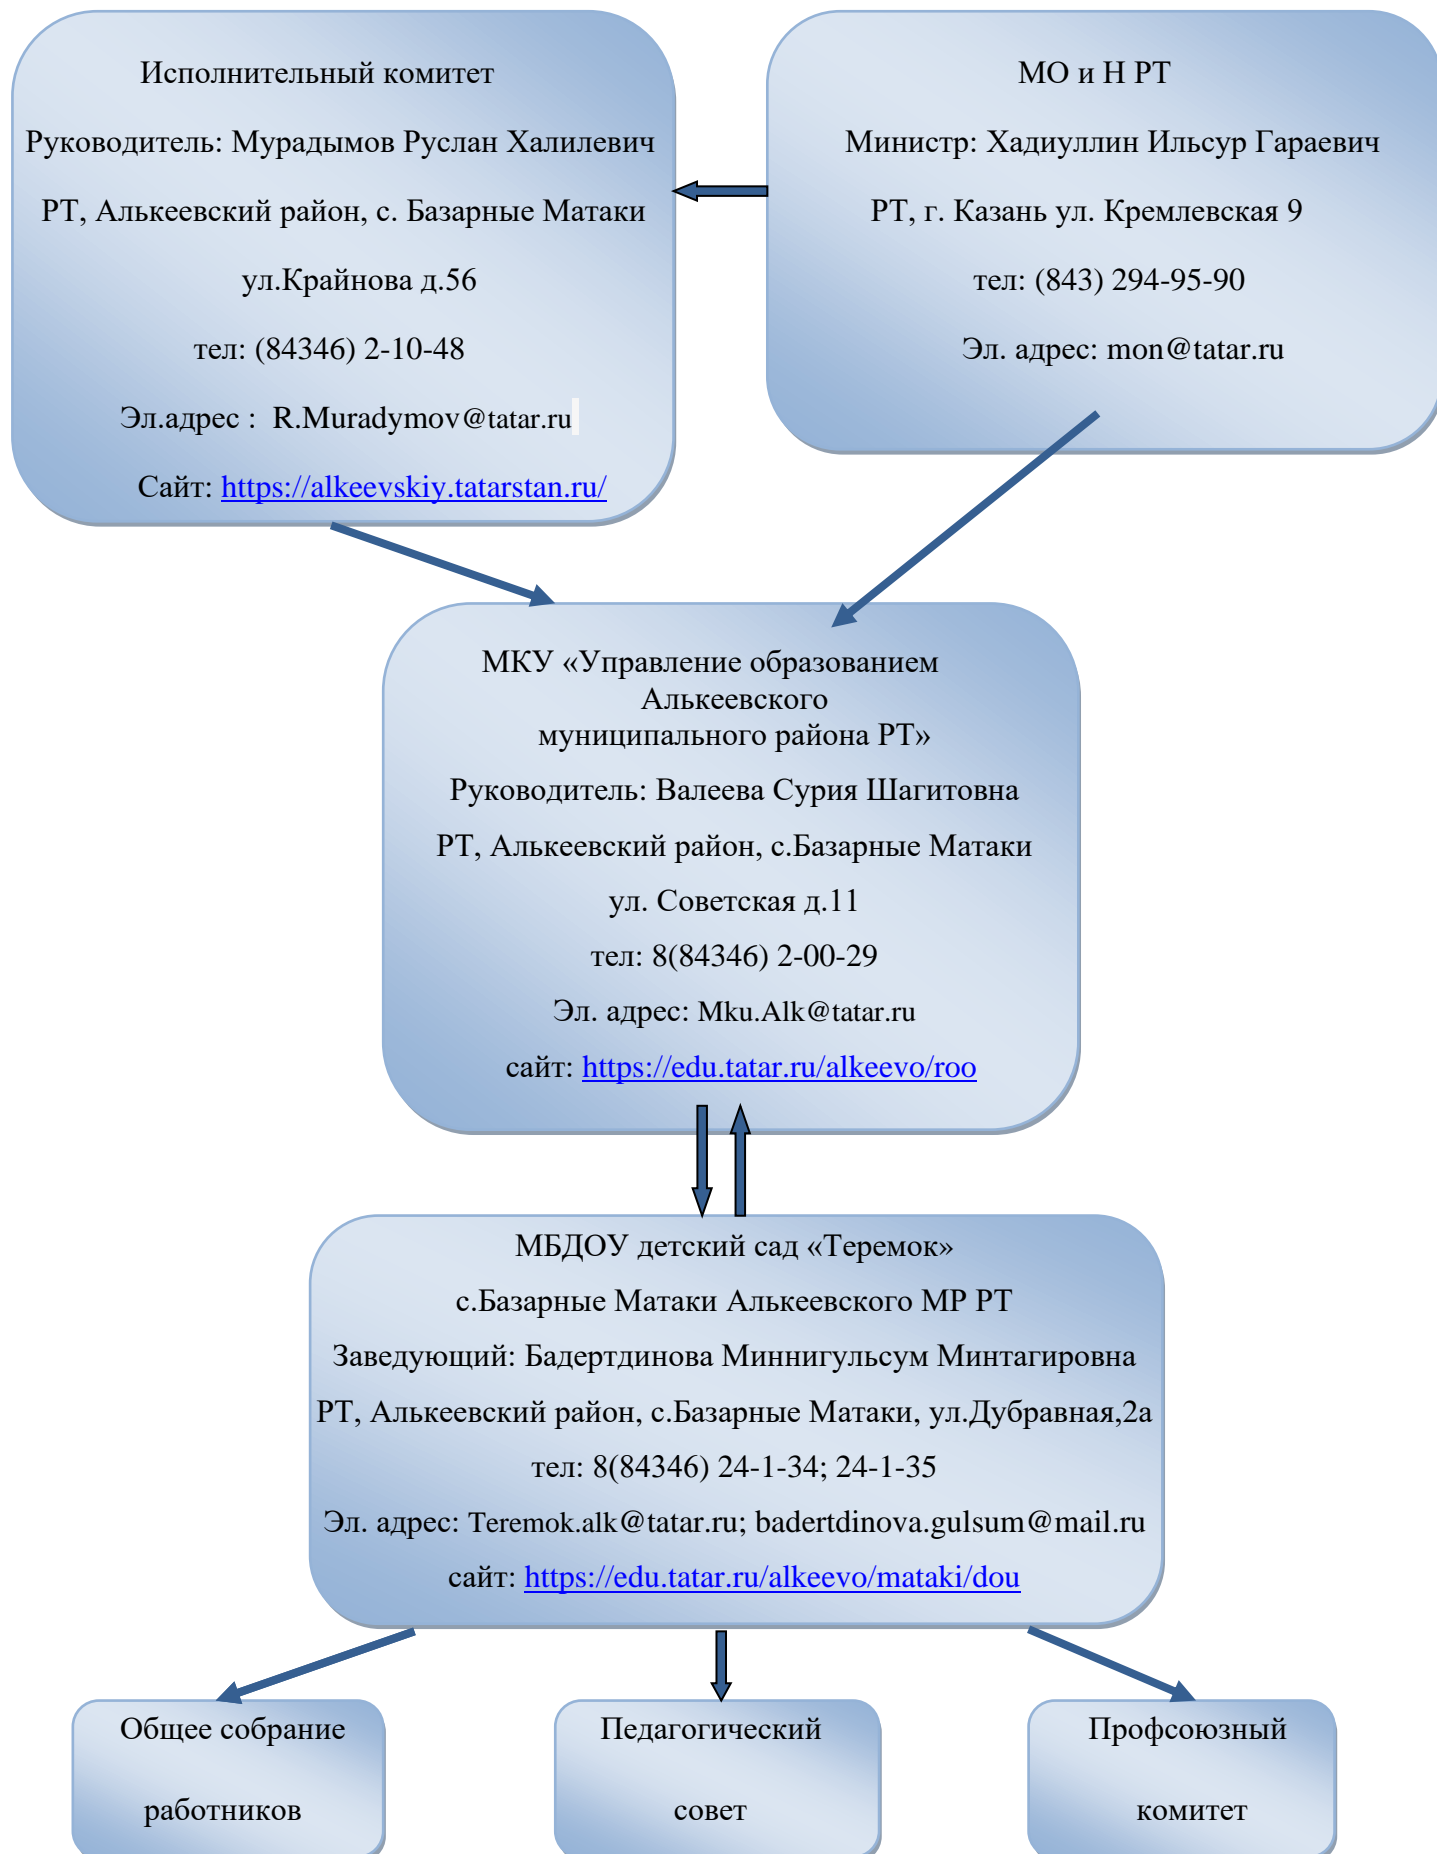 Исполнительный комитет
Руководитель: Мурадымов Руслан Халилевич
РТ, Алькеевский район, с. Базарные Матаки
ул.Крайнова д.56
тел: (84346) 2-10-48
Эл.адрес :  R.Muradymov@tatar.ru
Сайт: https://alkeevskiy.tatarstan.ru/
МО и Н РТ
Министр: Хадиуллин Ильсур Гараевич
РТ, г. Казань ул. Кремлевская 9
тел: (843) 294-95-90
Эл. адрес: mon@tatar.ru
МКУ «Управление образованием
Алькеевского
муниципального района РТ»
Руководитель: Валеева Сурия Шагитовна
РТ, Алькеевский район, с.Базарные Матаки
ул. Советская д.11
тел: 8(84346) 2-00-29
Эл. адрес: Mku.Alk@tatar.ru
сайт: https://edu.tatar.ru/alkeevo/roo
МБДОУ детский сад «Теремок»
с.Базарные Матаки Алькеевского МР РТ
Заведующий: Бадертдинова Миннигульсум Минтагировна
РТ, Алькеевский район, с.Базарные Матаки, ул.Дубравная,2а
тел: 8(84346) 24-1-34; 24-1-35
Эл. адрес: Teremok.alk@tatar.ru; badertdinova.gulsum@mail.ru
сайт: https://edu.tatar.ru/alkeevo/mataki/dou
Общее собрание
работников
Педагогический
совет
Профсоюзный
комитет